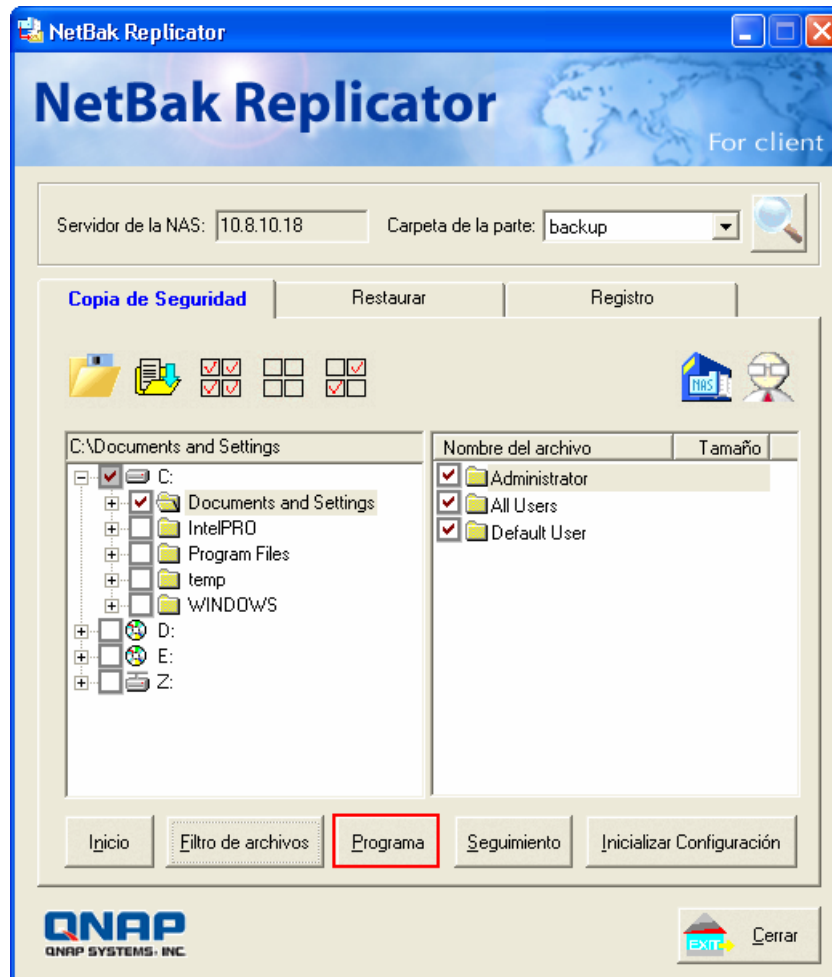 NetBak Replicator
NetBak Replicator
For client
Servidor de la NAS: 10.8.10.18 Carpeta de la parte: backup
Copia de Seguridad Restaurar Registro
NAS
C:\Documents and Settings
C:
Documents and Settings
IntelPRO
Program Files
temp
WINDOWS
D:
E:
Z:
Nombre del archivo Tamaño
Administrator
All Users
Default User
Inicio Filtro de archivos Programa Seguimiento Inicializar Configuración
QNAP
QNAP SYSTEMS, INC
EXIT Cerrar